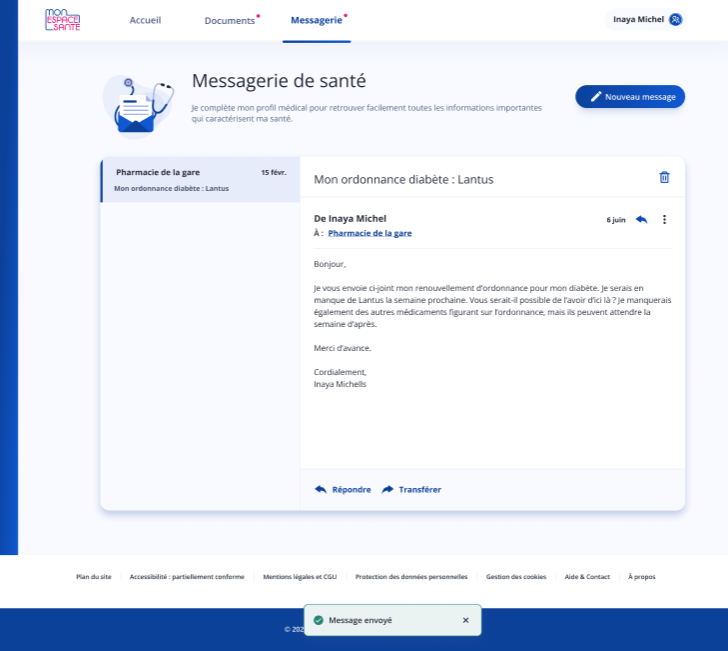 MON
ESPACE
SANTÉ
Accueil
Documents
Messagerie
Inaya Michel
Messagerie de santé
Je complète mon profil médical pour retrouver facilement toutes les informations importantes
qui caractérisent ma santé.
Nouveau message
Pharmacie de la gare 15 févr.
Mon ordonnance diabète : Lantus
Mon ordonnance diabète : Lantus
De Inaya Michel
6 juin
À : Pharmacie de la gare
Bonjour,
Je vous envoie ci-joint mon renouvellement d'ordonnance pour mon diabète. Je serais en
manque de Lantus la semaine prochaine. Vous serait-il possible de l'avoir d'ici là ? Je manquerais
également des autres médicaments figurant sur l'ordonnance, mais ils peuvent attendre la
semaine d'après.
Merci d'avance.
Cordialement,
Inaya Michells
Répondre
Transférer
Plan du site
Accessibilité : partiellement conforme
Mentions légales et CGU
Protection des données personnelles
Gestion des cookies
Aide & Contact
À propos
©
Message envoyé